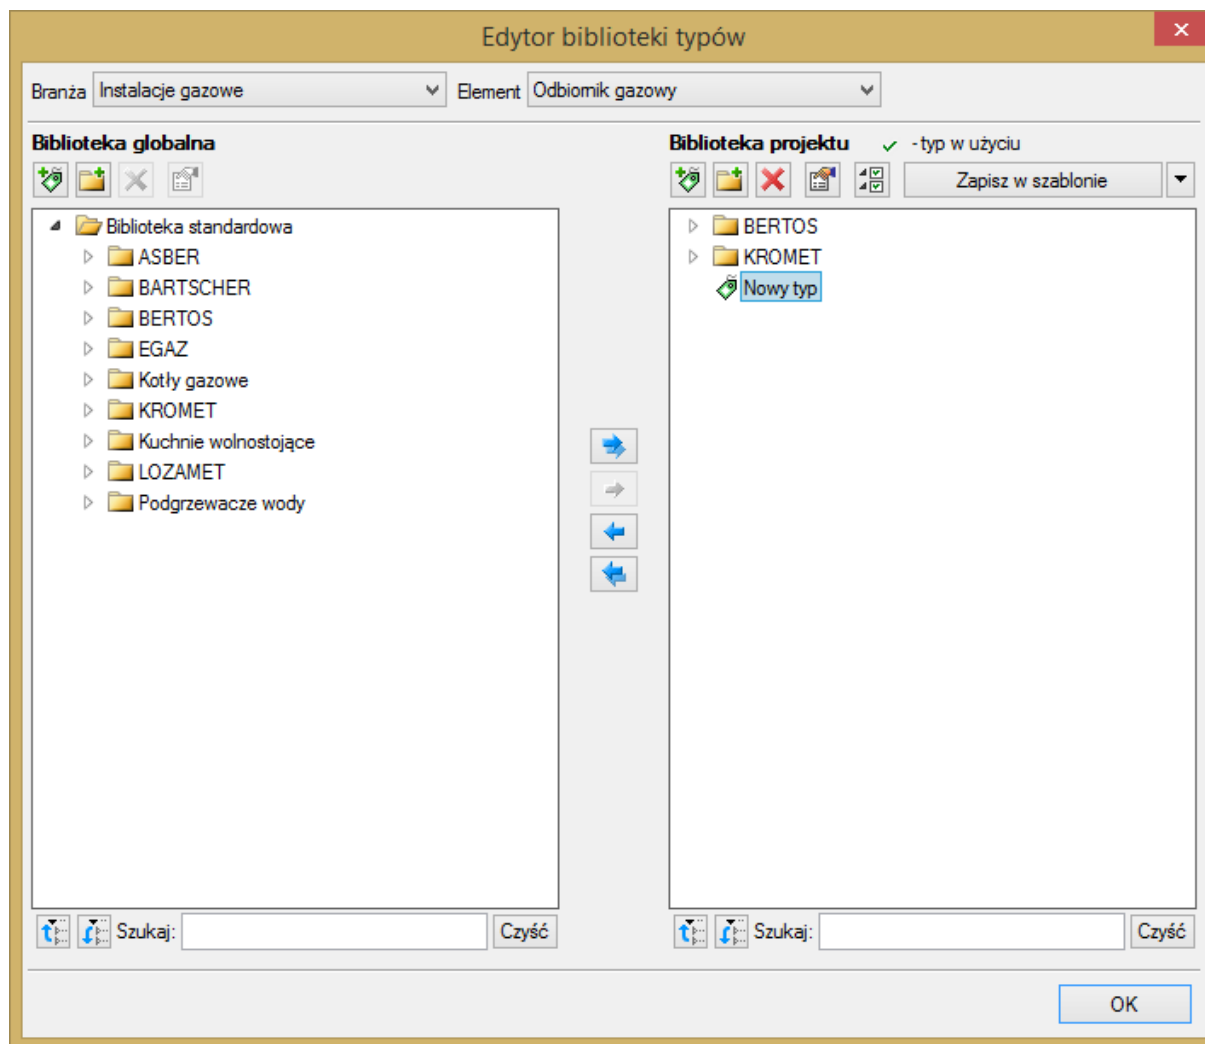 Edytor biblioteki typów
Branża Instalacje gazowe Element Odbiornik gazowy
Biblioteka globalna
Biblioteka projektu - typ w użyciu
Zapisz w szablonie
Biblioteka standardowa
ASBER
BARTSCHER
BERTOS
EGAZ
Kotły gazowe
KROMET
Kuchnie wolnostojące
LOZAMET
Podgrzewacze wody
BERTOS
KROMET
Nowy typ
Szukaj: Czyść
Szukaj: Czyść
OK